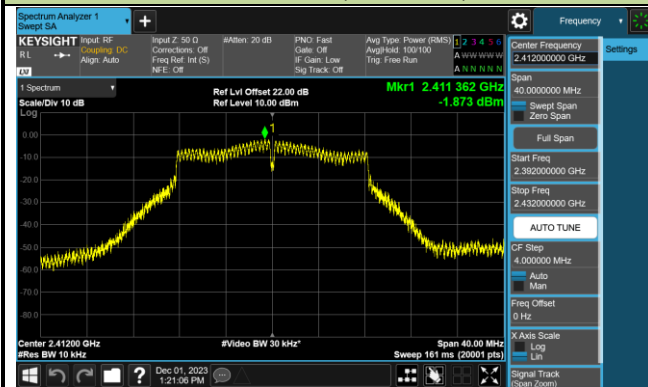 Spectrum Analyzer 1
Swept SA
+
Frequency
KEYSIGHT
RL
LXI
Input: RF
Coupling: DC
Align: Auto
Input Z: 50 Ω
Corrections: Off
Freq Ref: Int (S)
NFE: Off
#Atten: 20 dB
PNO: Fast
Gate: Off
IF Gain: Low
Sig Track: Off
Avg Type: Power (RMS)
Avg|Hold: 100/100
Trig: Free Run
1 2 3 4 5 6
A W W W W W
A N N N N N
1 Spectrum
Scale/Div 10 dB
Log
Ref Lvl Offset 22.00 dB
Ref Level 10.00 dBm
Mkr1 2.411 362 GHz
-1.873 dBm
1
0.00
-10.0
-20.0
-30.0
-40.0
-50.0
-60.0
-70.0
-80.0
Center 2.41200 GHz
#Res BW 10 kHz
#Video BW 30 kHz*
Span 40.00 MHz
Sweep 161 ms (20001 pts)
Dec 01, 2023
1:21:06 PM
?
Center Frequency
2.412000000 GHz
Settings
Span
40.0000000 MHz
Swept Span
Zero Span
Full Span
Start Freq
2.392000000 GHz
Stop Freq
2.432000000 GHz
AUTO TUNE
CF Step
4.000000 MHz
Auto
Man
Freq Offset
0 Hz
X Axis Scale
Log
Lin
Signal Track
(Span Zoom)